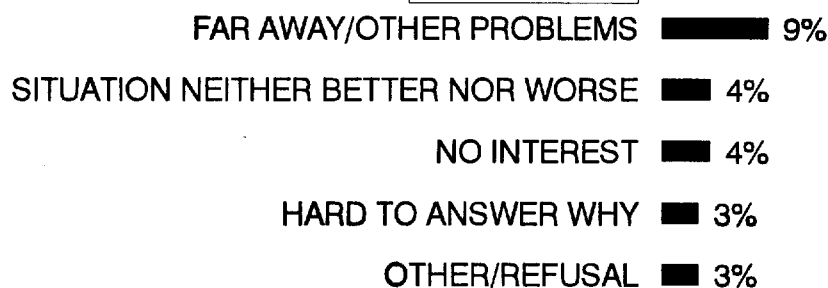 FAR AWAY/OTHER PROBLEMS 9%
SITUATION NEITHER BETTER NOR WORSE 4%
NO INTEREST 4%
HARD TO ANSWER WHY 3%
OTHER/REFUSAL 3%